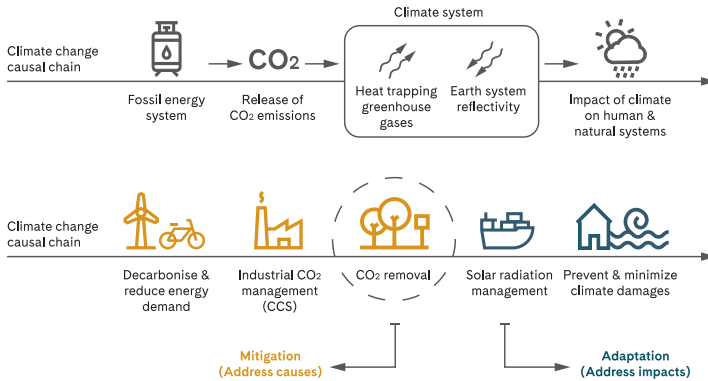 Climate system
Climate change
causal chain
CO2
Fossil energy
system
Release of
CO2 emissions
Heat trapping
greenhouse
gases
Earth system
reflectivity
Impact of climate
on human &
natural systems
Climate change
causal chain
Decarbonise &
reduce energy
demand
Industrial CO2
management
(CCS)
CO2 removal
Solar radiation
management
Prevent & minimize
climate damages
Mitigation
(Address causes)
Adaptation
(Address impacts)